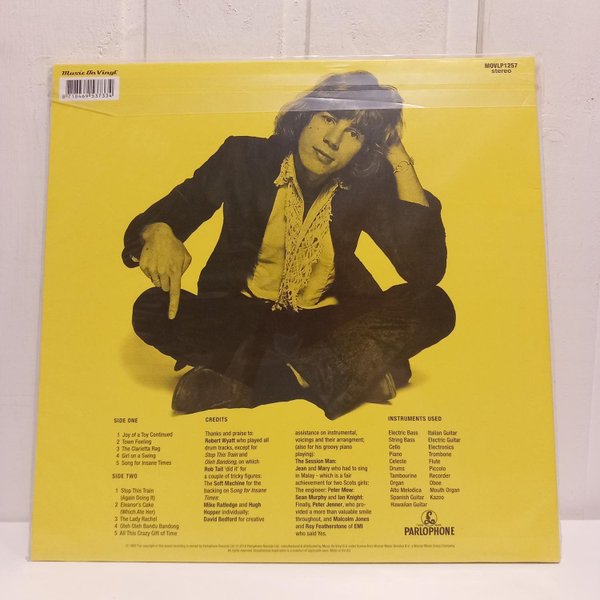 Music On Vinyl
8 718469 537334
MOVLP1257
stereo
SIDE ONE
1 Joy of a Toy Continued
2 Town Feeling
3 The Clarietta Rag
4 Girl on a Swing
5 Song for Insane Times
SIDE TWO
1 Stop This Train
(Again Doing It)
2 Eleanor's Cake
(Which Ate Her)
3 The Lady Rachel
4 Oleh Oleh Bandu Bandong
5 All This Crazy Gift of Time
CREDITS
Thanks and praise to:
Robert Wyatt who played all
drum tracks, except for
Stop This Train and
Oleh Bandong, on which
Rob Tait 'did it' for
a couple of tricky figures:
The Soft Machine for the
backing on Song for Insane
Times:
Mike Ratledge and Hugh
Hopper individually:
David Bedford for creative
assistance on instrumental,
voicings and their arrangment;
(also for his groovy piano
playing):
The Session Man:
Jean and Mary who had to sing
in Malay - which is a fair
achievement for two Scots girls:
The engineer: Peter Mew:
Sean Murphy and Ian Knight:
Finally, Peter Jenner, who pro-
vided a more than valuable smile
throughout, and Malcolm Jones
and Roy Featherstone of EMI
who said Yes.
INSTRUMENTS USED
Electric Bass Italian Guitar
String Bass Electric Guitar
Cello Electronics
Piano Trombone
Celeste Flute
Drums Piccolo
Tambourine Recorder
Organ Oboe
Alto Melodica Mouth Organ
Spanish Guitar Kazoo
Hawaiian Guitar
PARLOPHONE